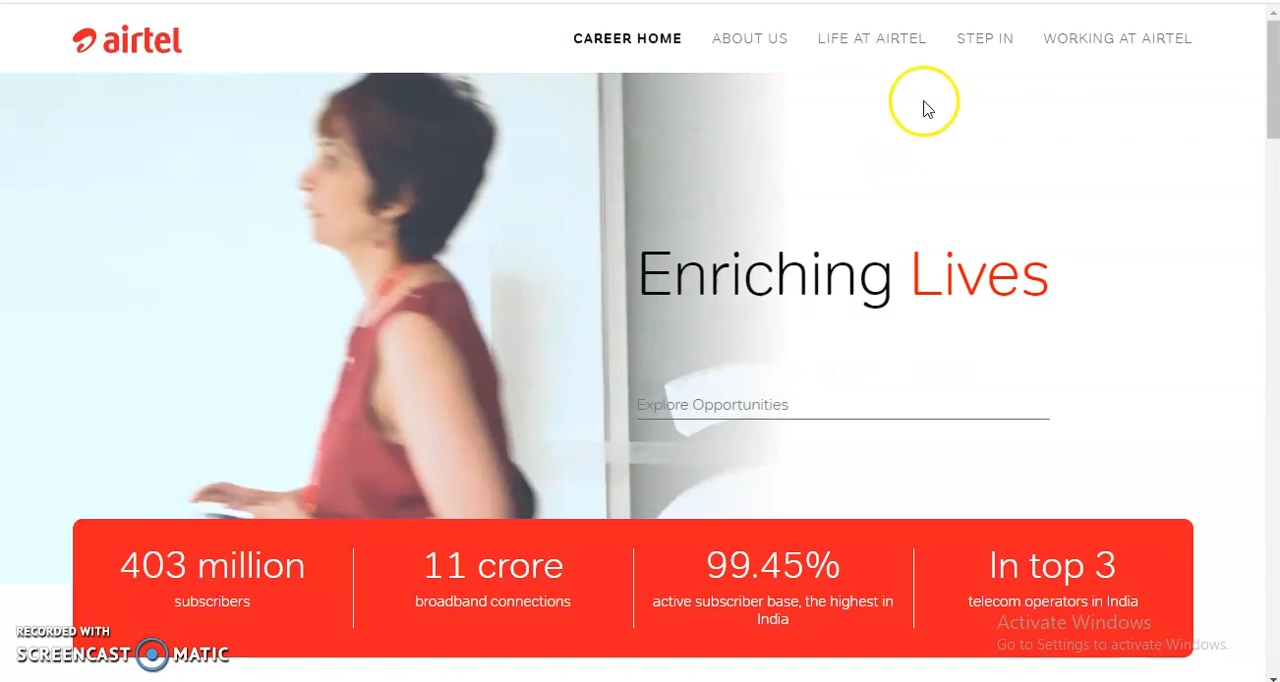 airtel
CAREER HOME ABOUT US LIFE AT AIRTEL STEP IN WORKING AT AIRTEL
Enriching Lives
Explore Opportunities
403 million
subscribers
11 crore
broadband connections
99.45%
active subscriber base, the highest in
India
In top 3
telecom operators in India
Activate Windows
Go to Settings to activate Windows.
RECORDED WITH
SCREENCAST MATIC